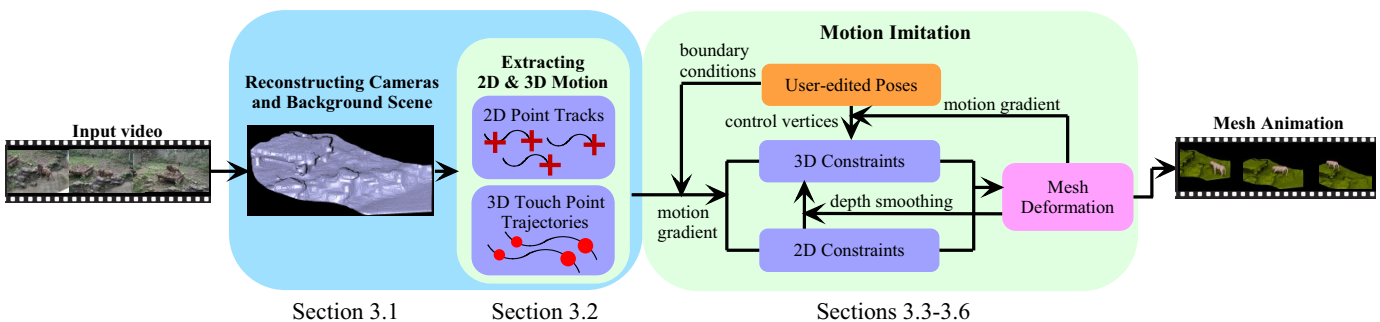 Input video
Reconstructing Cameras
and Background Scene
Extracting
2D & 3D Motion
2D Point Tracks
3D Touch Point
Trajectories
Motion Imitation
boundary
conditions
User-edited Poses
motion gradient
control vertices
3D Constraints
motion
gradient
depth smoothing
2D Constraints
Mesh
Deformation
Mesh Animation
Section 3.1
Section 3.2
Sections 3.3-3.6